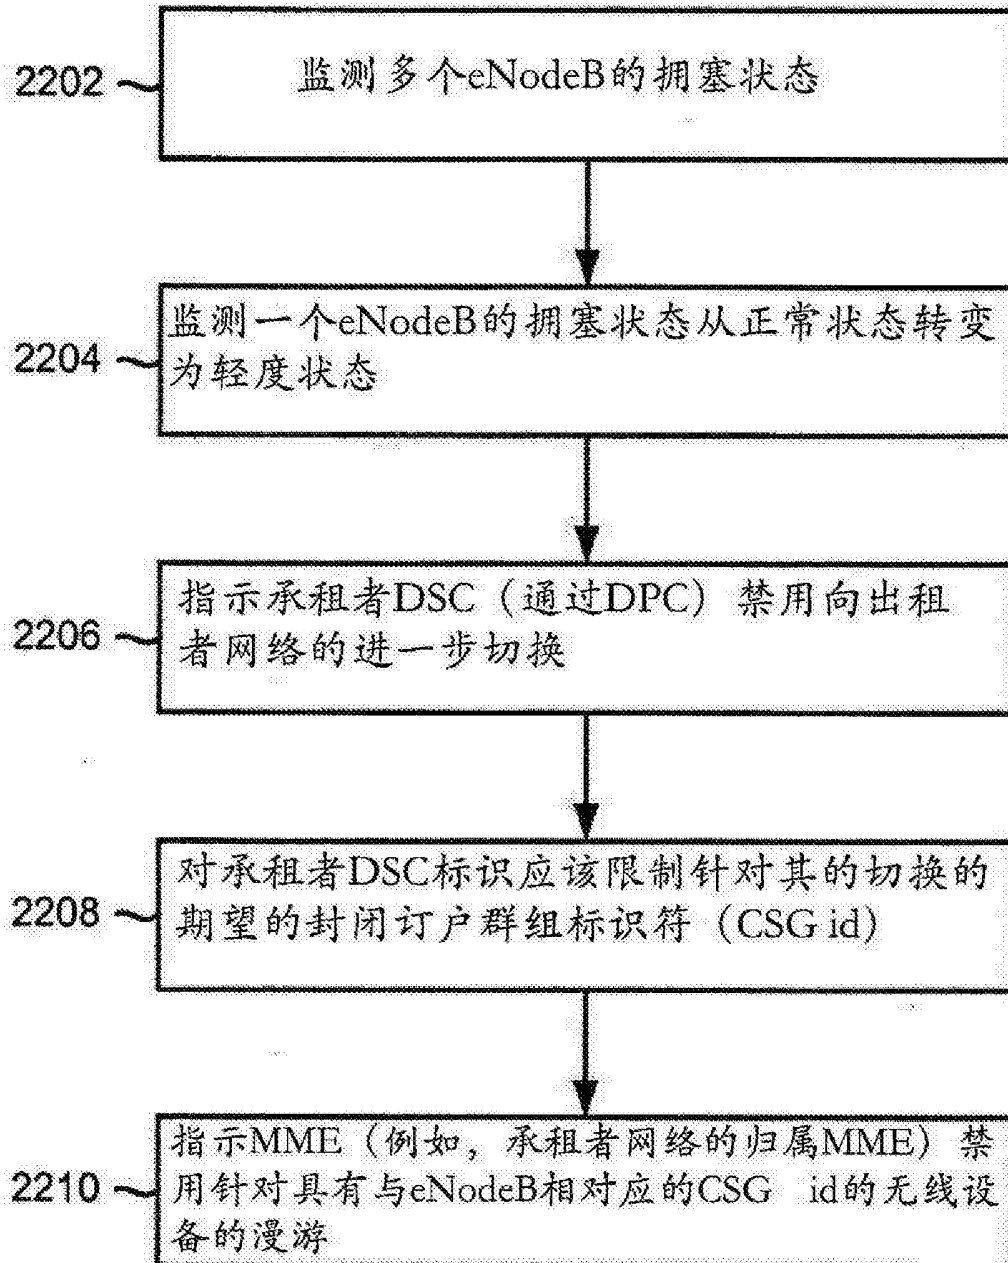 2202
监测多个eNodeB的拥塞状态
2204
监测一个eNodeB的拥塞状态从正常状态转变
为轻度状态
2206
指示承租者DSC（通过DPC）禁用向出租
者网络的进一步切换
2208
对承租者DSC标识应该限制针对其的切换的
期望的封闭订户群组标识符（CSG id）
2210
指示MME（例如，承租者网络的归属MME）禁
用针对具有与eNodeB相对应的CSG id的无线设
备的漫游